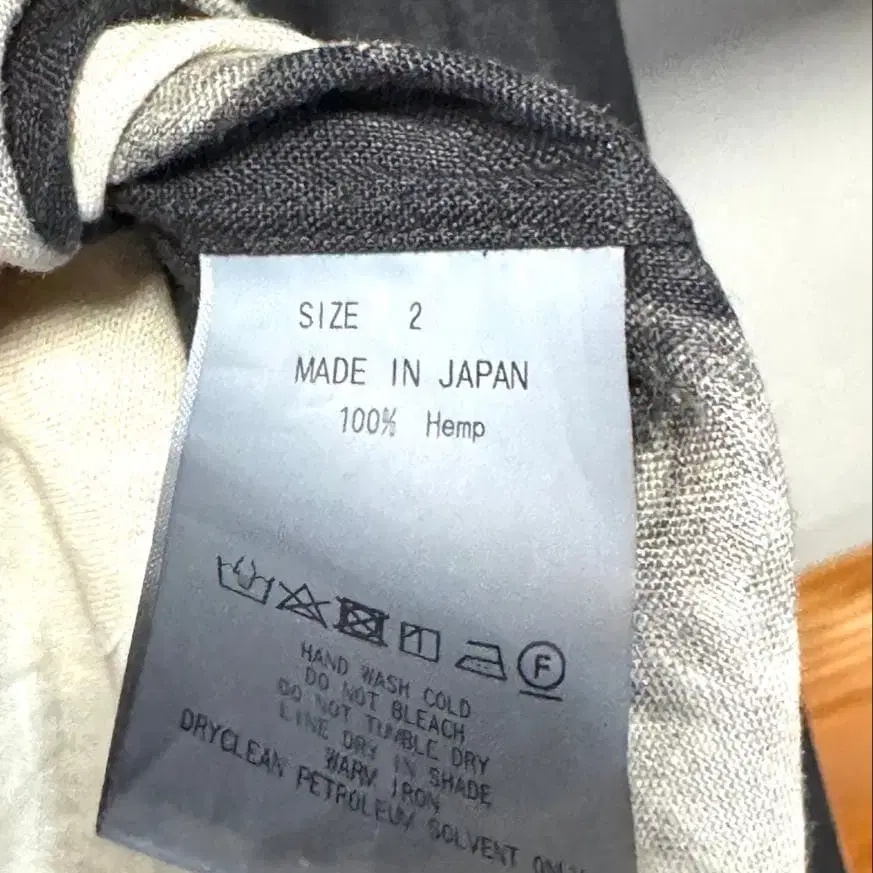 SIZE 2
MADE IN JAPAN
100% Hemp
F
HAND WASH COLD
DO NOT BLEACH
DO NOT TUMBLE DRY
LINE DRY IN SHADE
WARM IRON
DRYCLEAN PETROLEUM SOLVENT